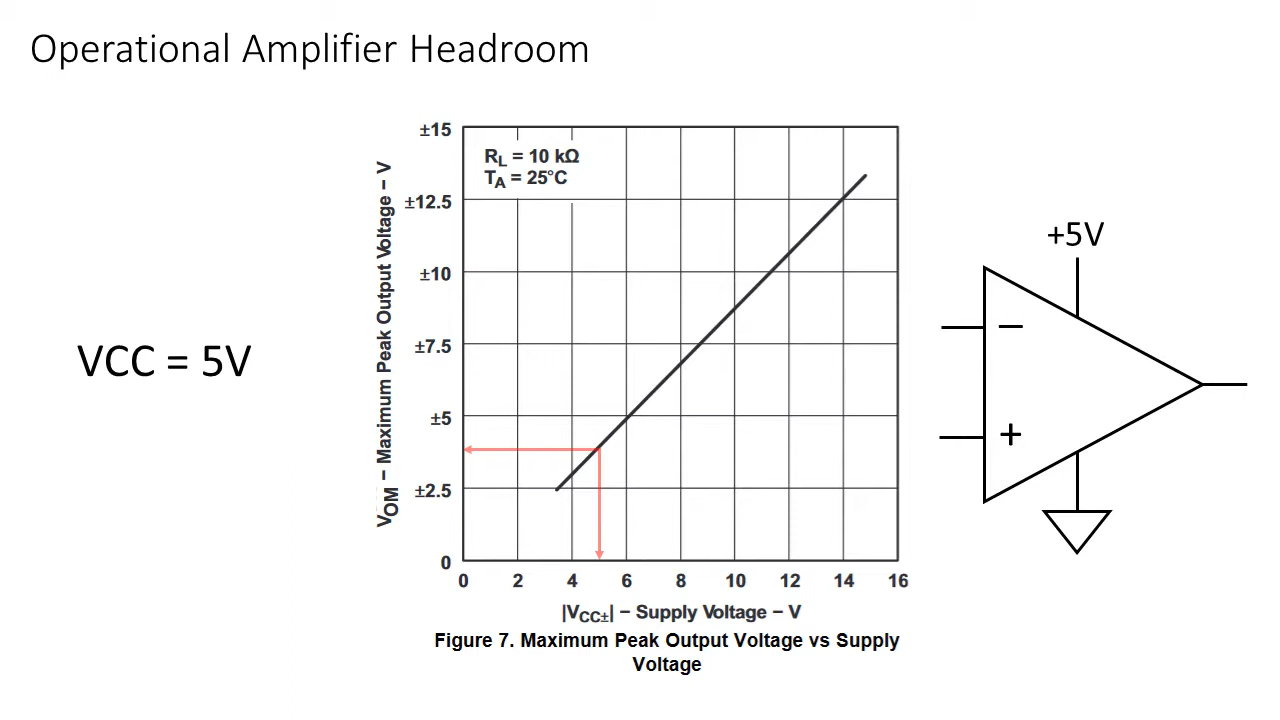 Operational Amplifier Headroom
VCC = 5V
V_OM − Maximum Peak Output Voltage − V
±15
±12.5
±10
±7.5
±5
±2.5
0
R_L = 10 kΩ
T_A = 25°C
0 2 4 6 8 10 12 14 16
|V_CC±| − Supply Voltage − V
Figure 7. Maximum Peak Output Voltage vs Supply
Voltage
+5V
−
+